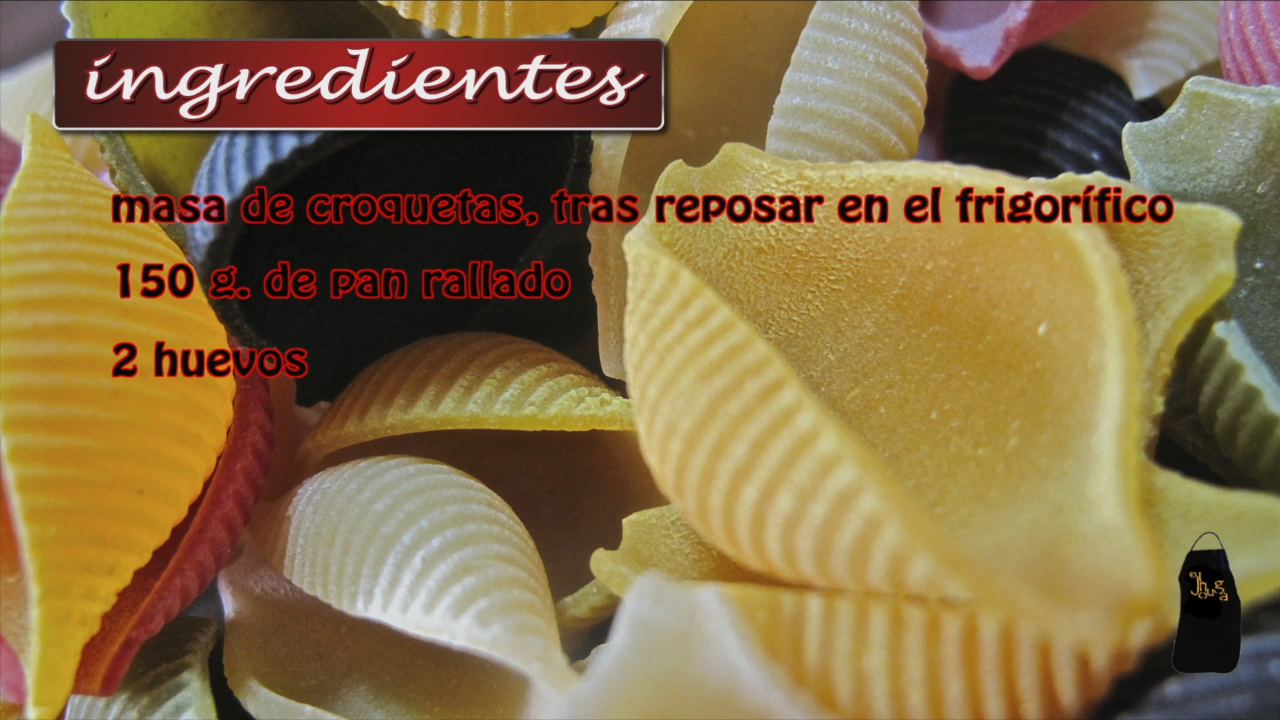 ingredientes
masa de croquetas, tras reposar en el frigorífico
150 g. de pan rallado
2 huevos